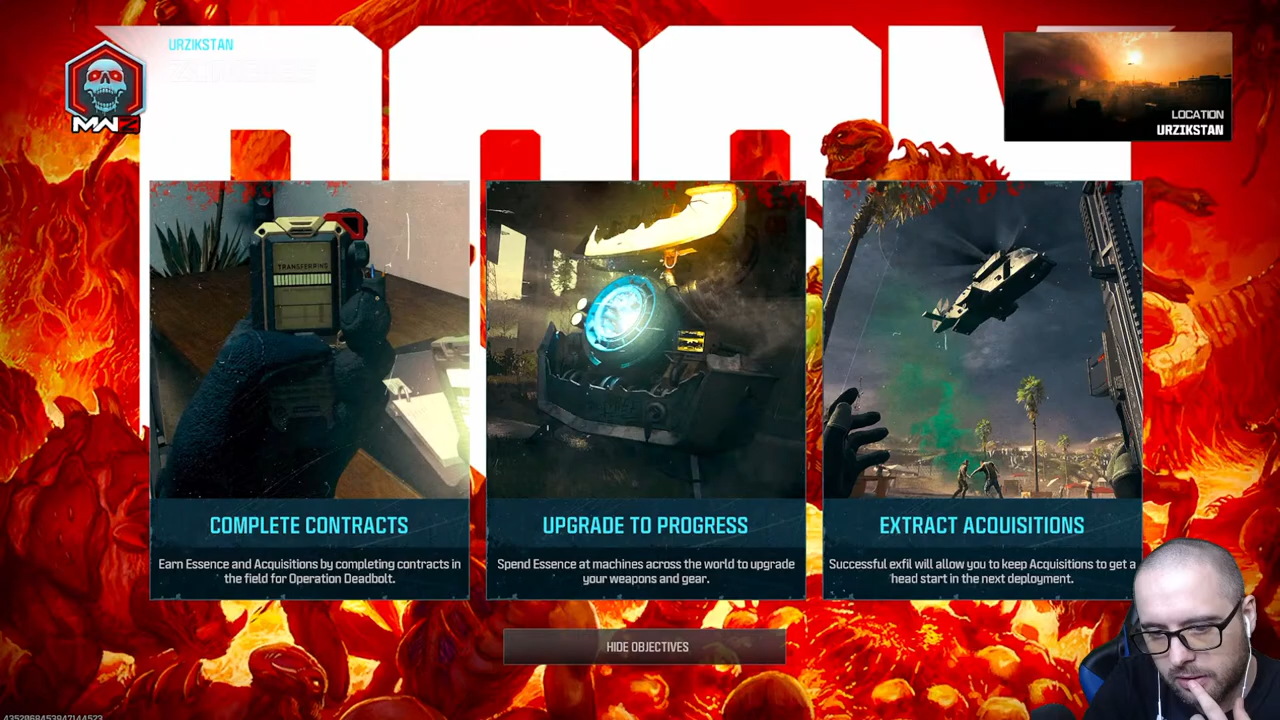 URZIKSTAN
ZOMBIES
MWZ
LOCATION
URZIKSTAN
TRANSFERRING
COMPLETE CONTRACTS
Earn Essence and Acquisitions by completing contracts in
the field for Operation Deadbolt.
UPGRADE TO PROGRESS
Spend Essence at machines across the world to upgrade
your weapons and gear.
EXTRACT ACQUISITIONS
Successful exfil will allow you to keep Acquisitions to get a
head start in the next deployment.
HIDE OBJECTIVES